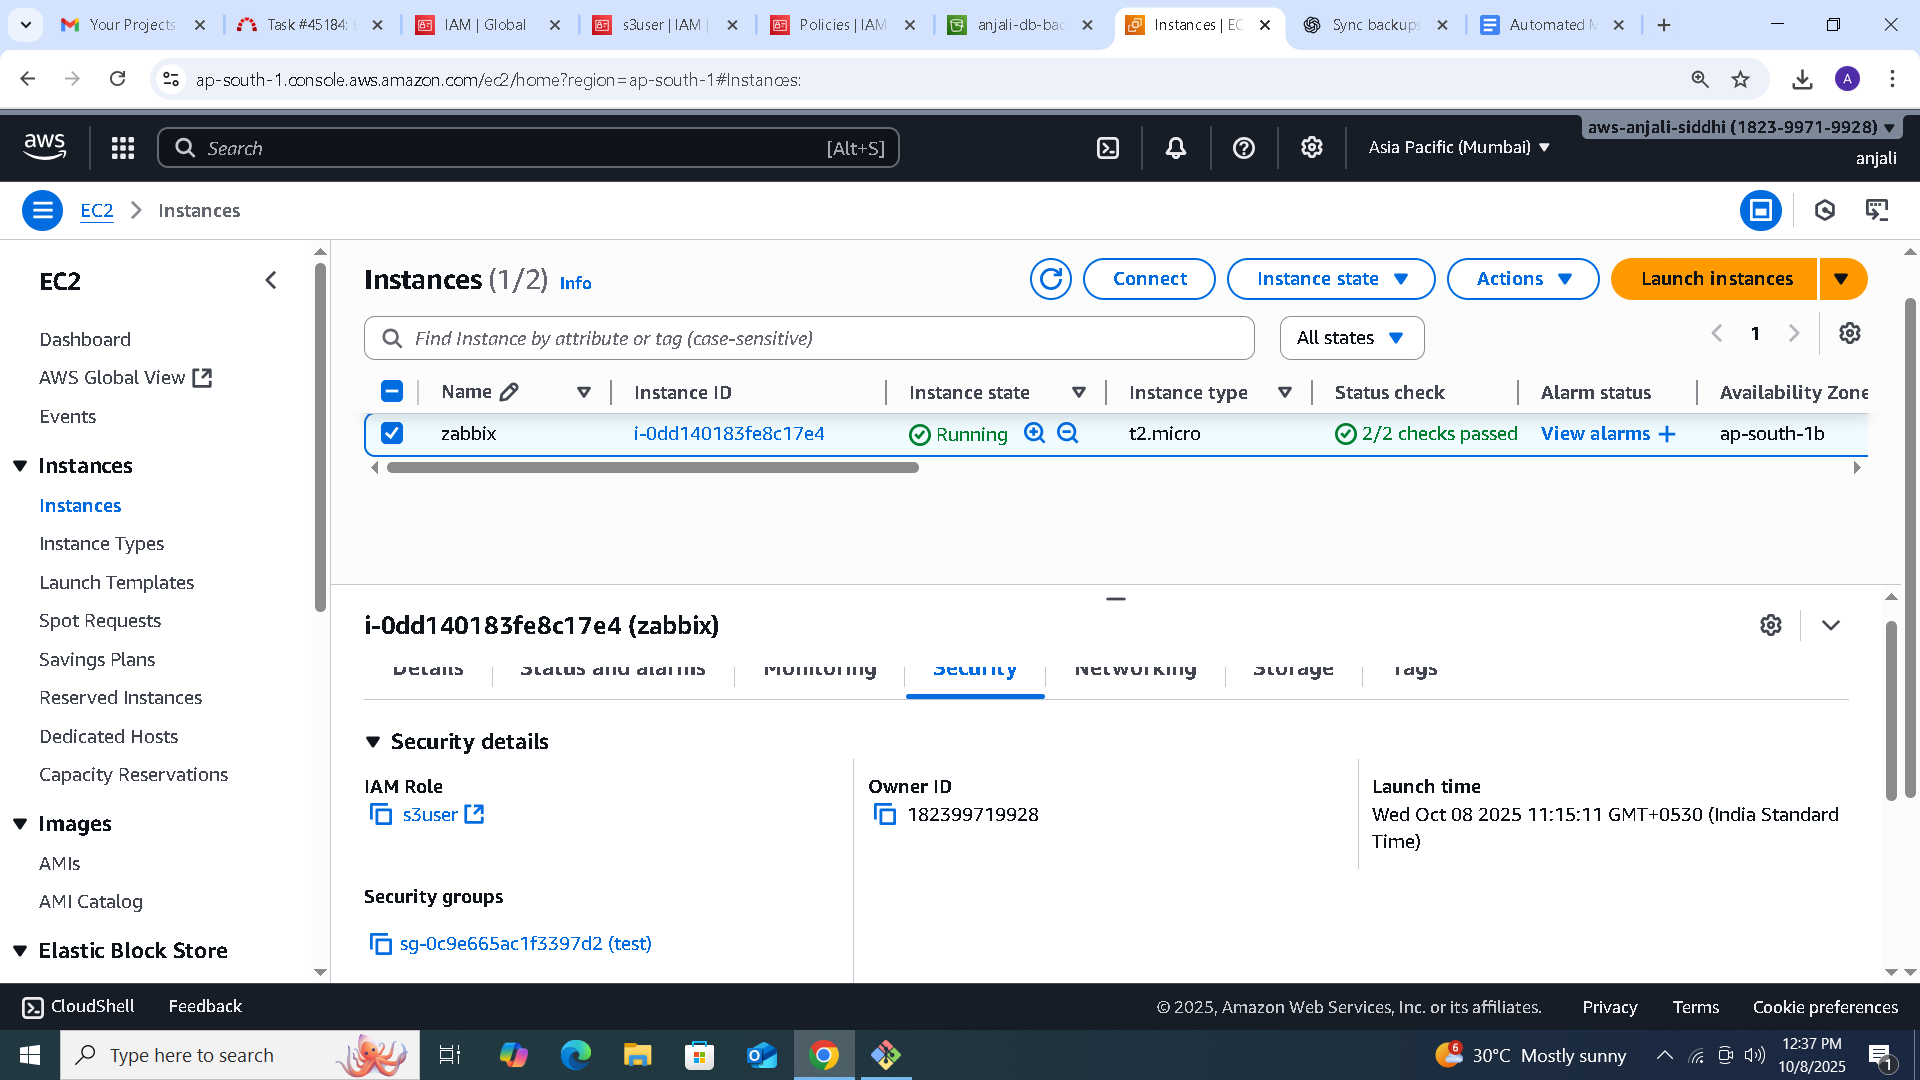 Your Projects
Task #45184:
IAM | Global
s3user | IAM |
Policies | IAM
anjali-db-bac
Instances | EC
Sync backups
Automated M
ap-south-1.console.aws.amazon.com/ec2/home?region=ap-south-1#Instances:
A
aws
Search
[Alt+S]
Asia Pacific (Mumbai)
aws-anjali-siddhi (1823-9971-9928)
anjali
EC2
Instances
EC2
Dashboard
AWS Global View
Events
Instances
Instances
Instance Types
Launch Templates
Spot Requests
Savings Plans
Reserved Instances
Dedicated Hosts
Capacity Reservations
Images
AMIs
AMI Catalog
Elastic Block Store
Instances (1/2) Info
Connect
Instance state
Actions
Launch instances
Find Instance by attribute or tag (case-sensitive)
All states
1
Name
Instance ID
Instance state
Instance type
Status check
Alarm status
Availability Zone
zabbix
i-0dd140183fe8c17e4
Running
t2.micro
2/2 checks passed
View alarms
ap-south-1b
i-0dd140183fe8c17e4 (zabbix)
Details
Status and alarms
Monitoring
Security
Networking
Storage
Tags
Security details
IAM Role
s3user
Owner ID
182399719928
Launch time
Wed Oct 08 2025 11:15:11 GMT+0530 (India Standard
Time)
Security groups
sg-0c9e665ac1f3397d2 (test)
CloudShell
Feedback
© 2025, Amazon Web Services, Inc. or its affiliates.
Privacy
Terms
Cookie preferences
Type here to search
6
30°C Mostly sunny
12:37 PM
10/8/2025
1